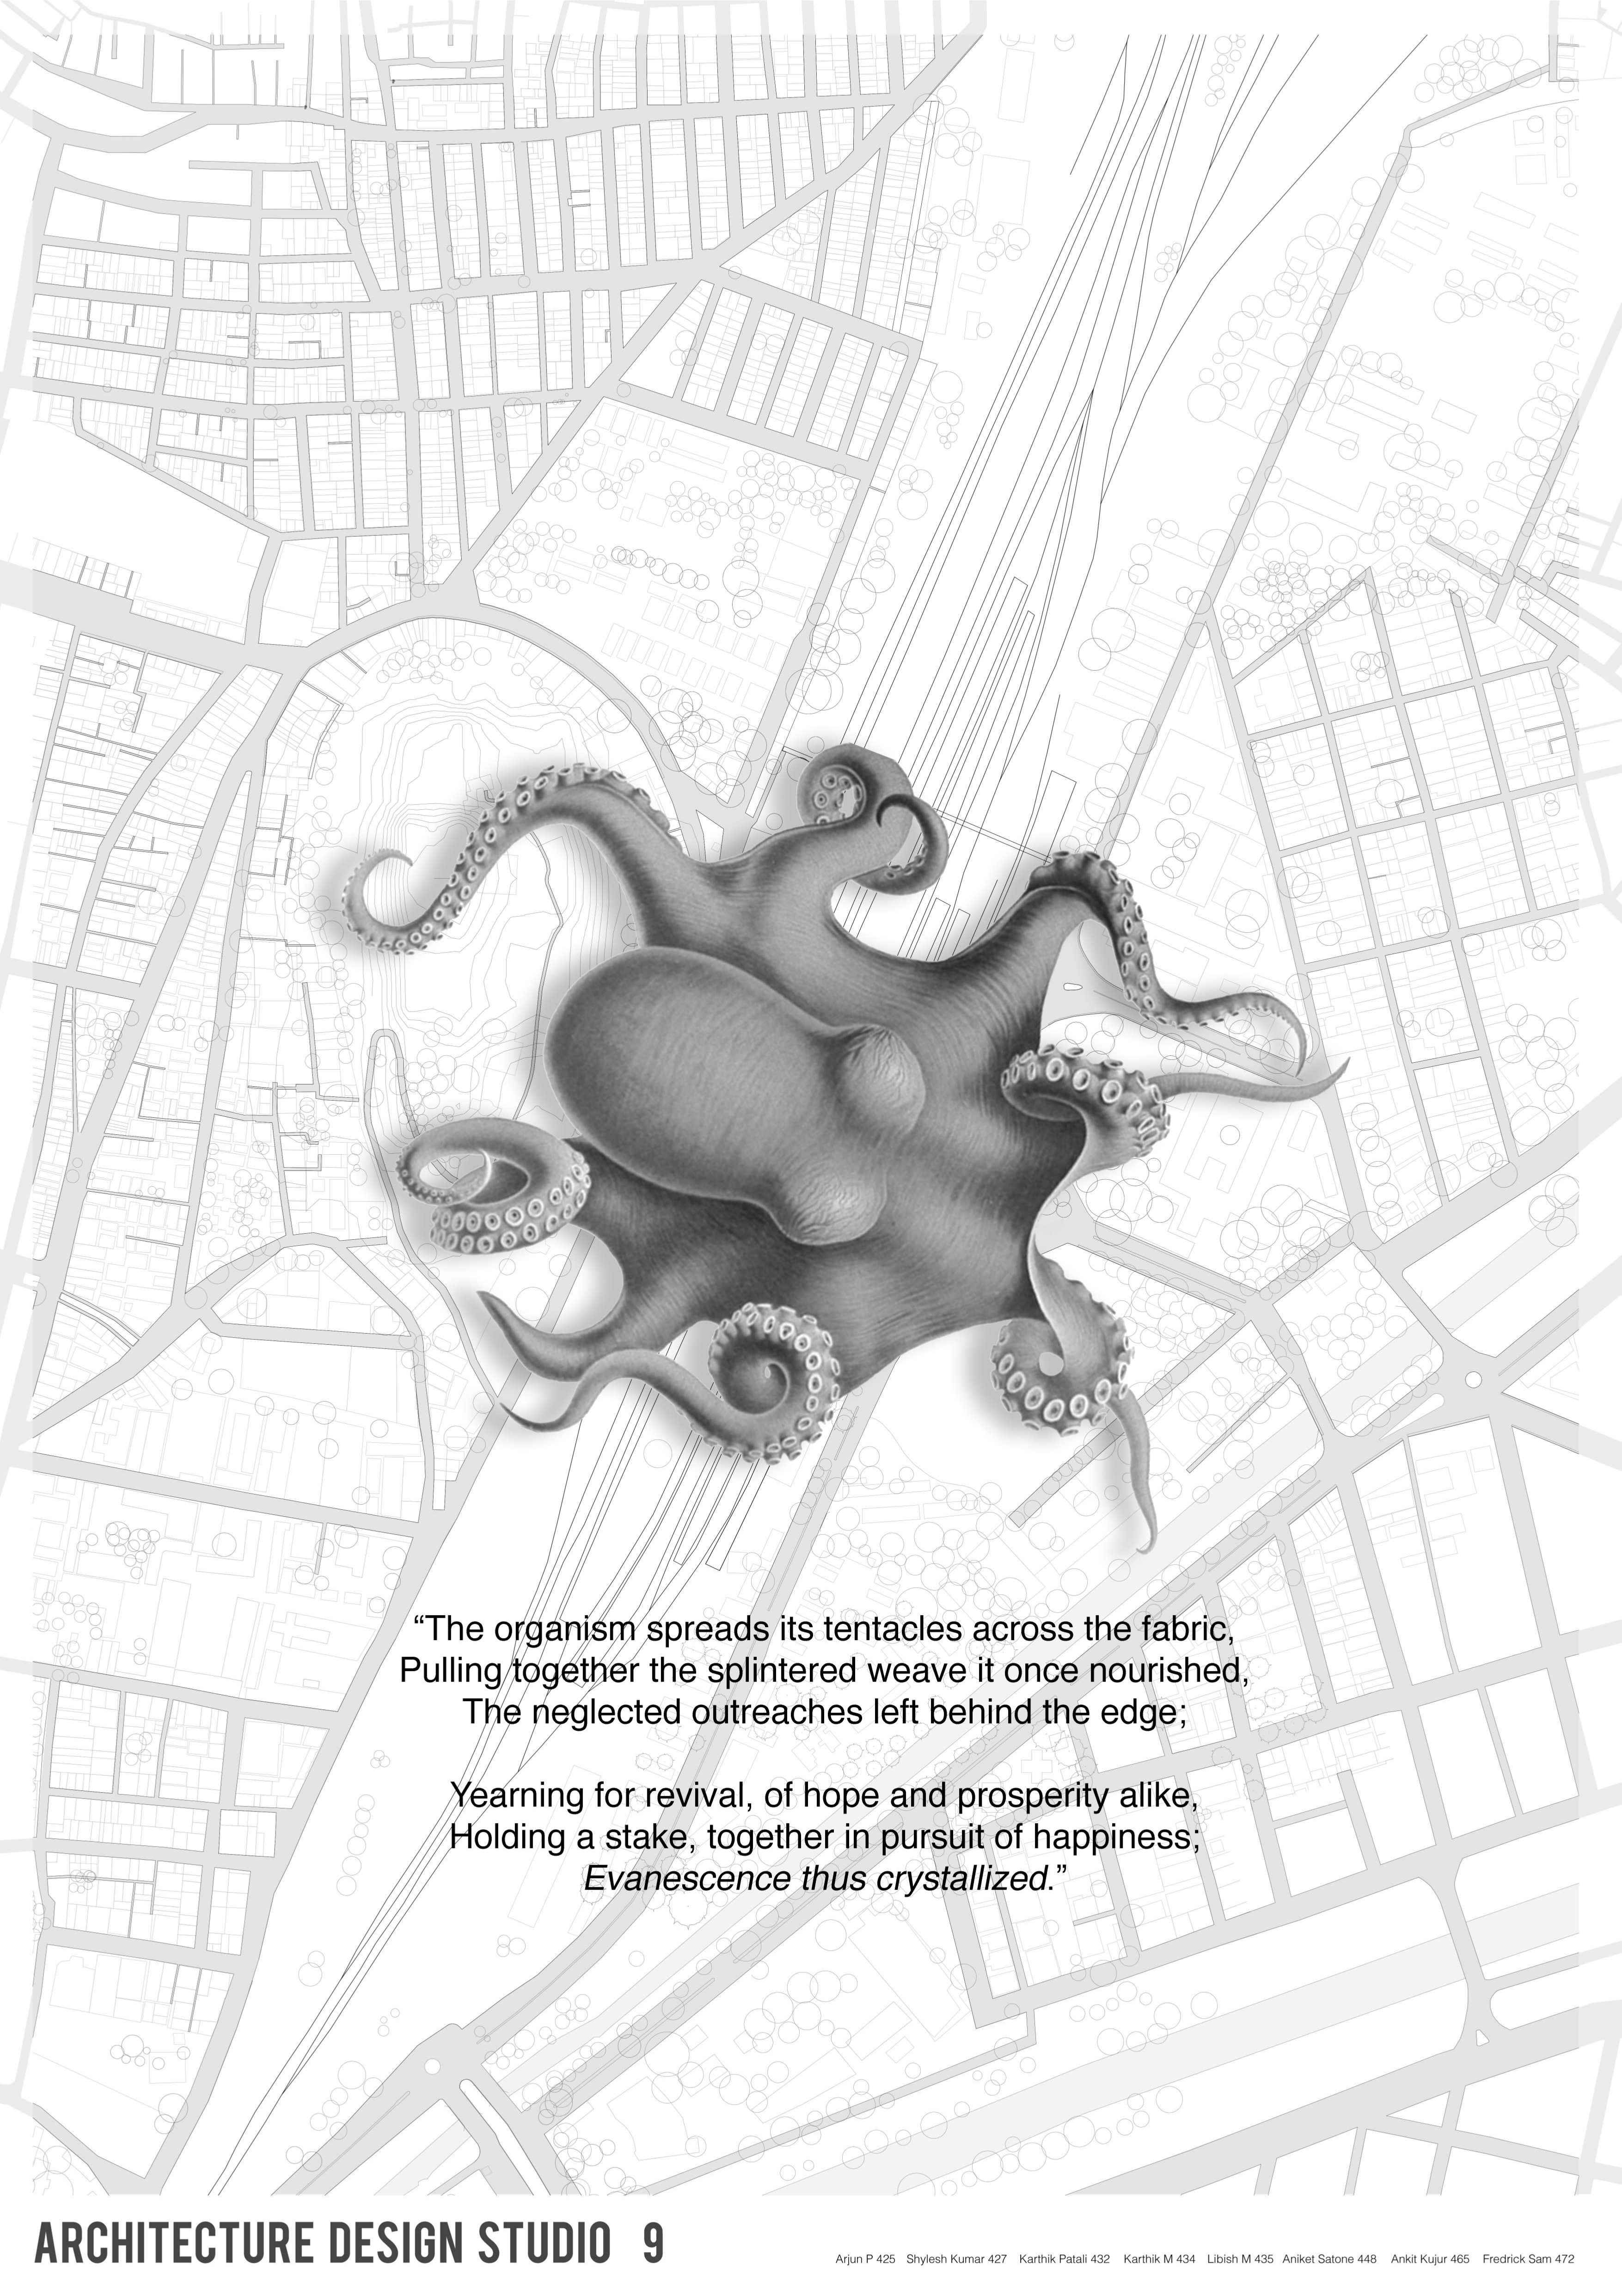 “The organism spreads its tentacles across the fabric,
Pulling together the splintered weave it once nourished,
The neglected outreaches left behind the edge;
Yearning for revival, of hope and prosperity alike,
Holding a stake, together in pursuit of happiness;
Evanescence thus crystallized.”
ARCHITECTURE DESIGN STUDIO 9
Arjun P 425 Shylesh Kumar 427 Karthik Patali 432 Karthik M 434 Libish M 435 Aniket Satone 448 Ankit Kujur 465 Fredrick Sam 472